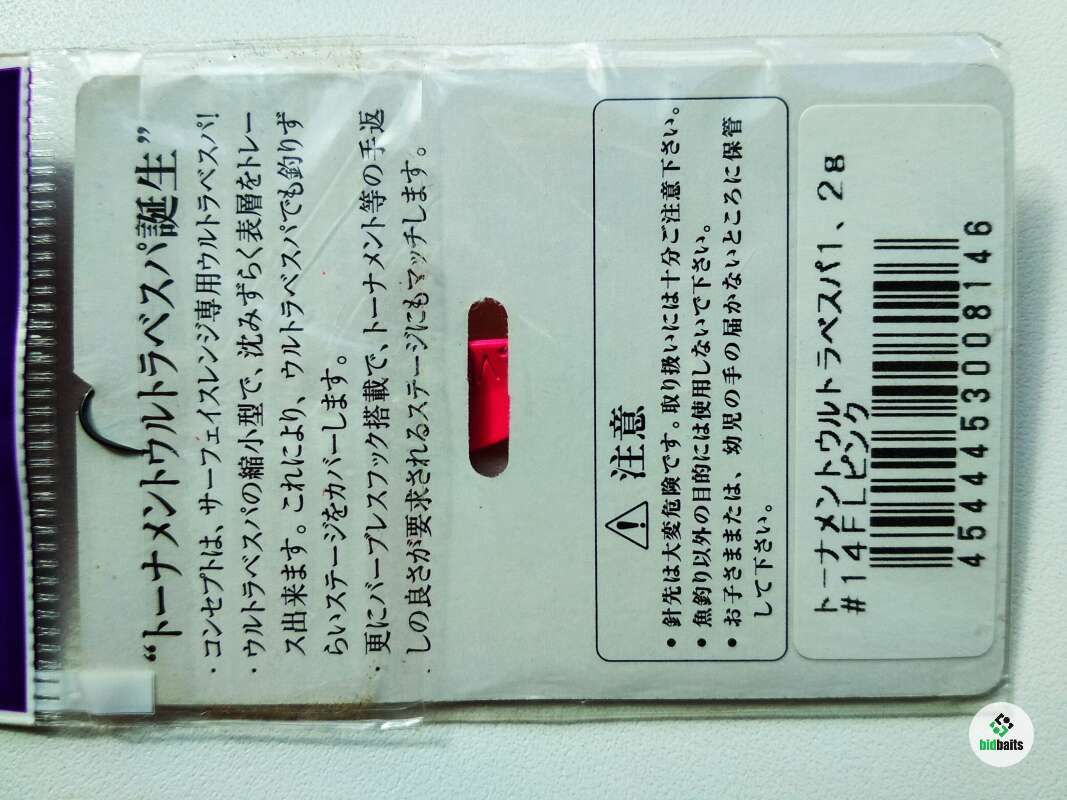 “トーナメントウルトラベスパ誕生”
・コンセプトは、サーフェイスレンジ専用ウルトラベスパ!
・ウルトラベスパの縮小型で、沈みずらく表層をトレー
ス出来ます。これにより、ウルトラベスパでも釣りず
らいステージをカバーします。
・更にバーブレスフック搭載で、トーナメント等の手返
しの良さが要求されるステージにもマッチします。
⚠ 注意
● 針先は大変危険です。取り扱いには十分ご注意下さい。
● 魚釣り以外の目的には使用しないで下さい。
● お子さままたは、幼児の手の届かないところに保管
して下さい。
トーナメントウルトラベスパ1、2g
#14FLピンク
4544453008146
bidbaits